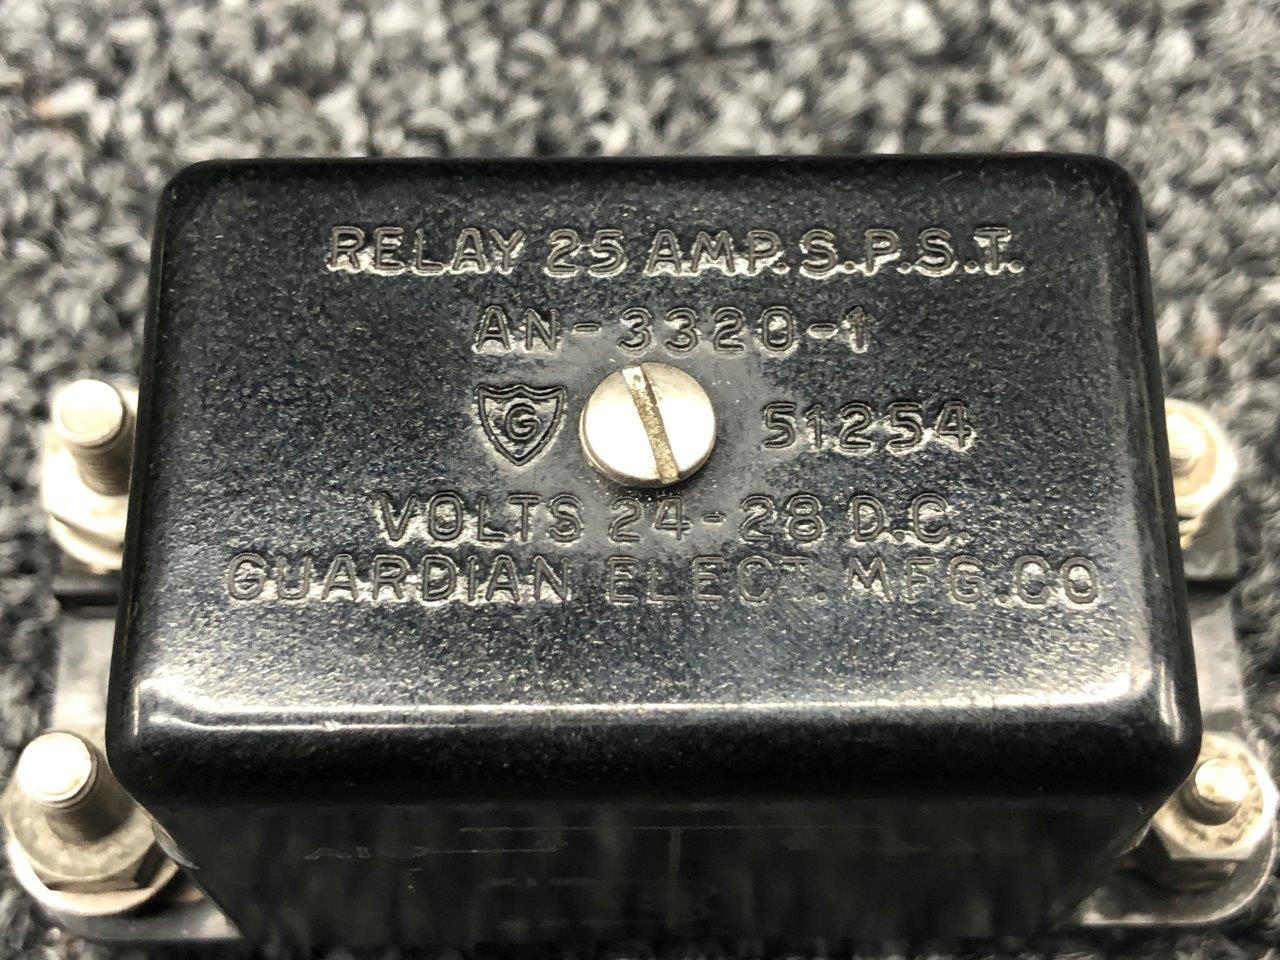 RELAY 25 AMP. S.P.S.T.
AN-3320-1
G 51254
VOLTS 24-28 D.C.
GUARDIAN ELECT. MFG.CO